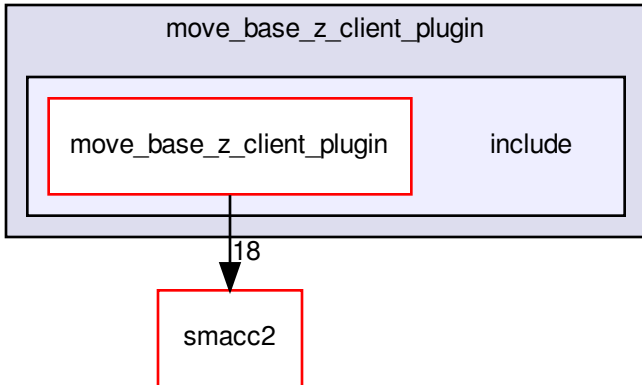 move_base_z_client_plugin
move_base_z_client_plugin include
18
smacc2